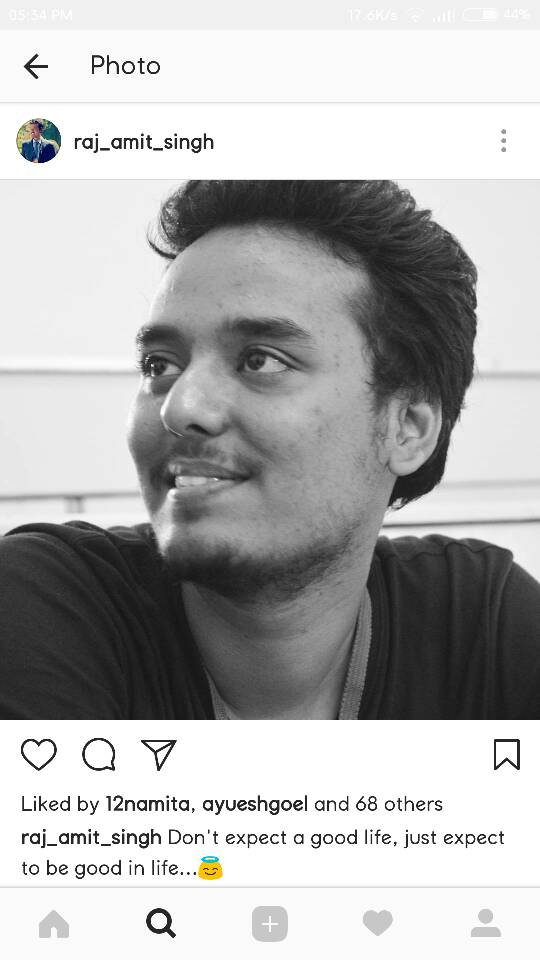 05:34 PM 17.6K/s 44%
Photo
raj_amit_singh
Liked by 12namita, ayueshgoel and 68 others
raj_amit_singh Don't expect a good life, just expect
to be good in life...😇